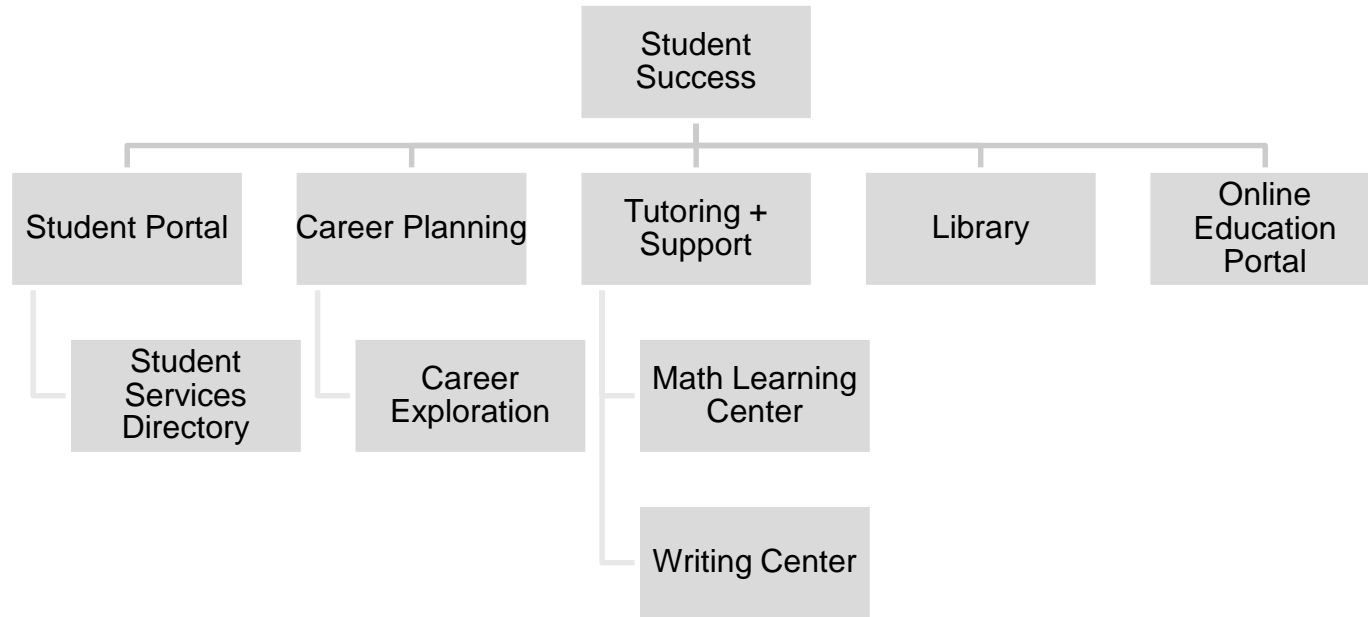 Student
Success
Student Portal
Career Planning
Tutoring +
Support
Library
Online
Education
Portal
Student
Services
Directory
Career
Exploration
Math Learning
Center
Writing Center